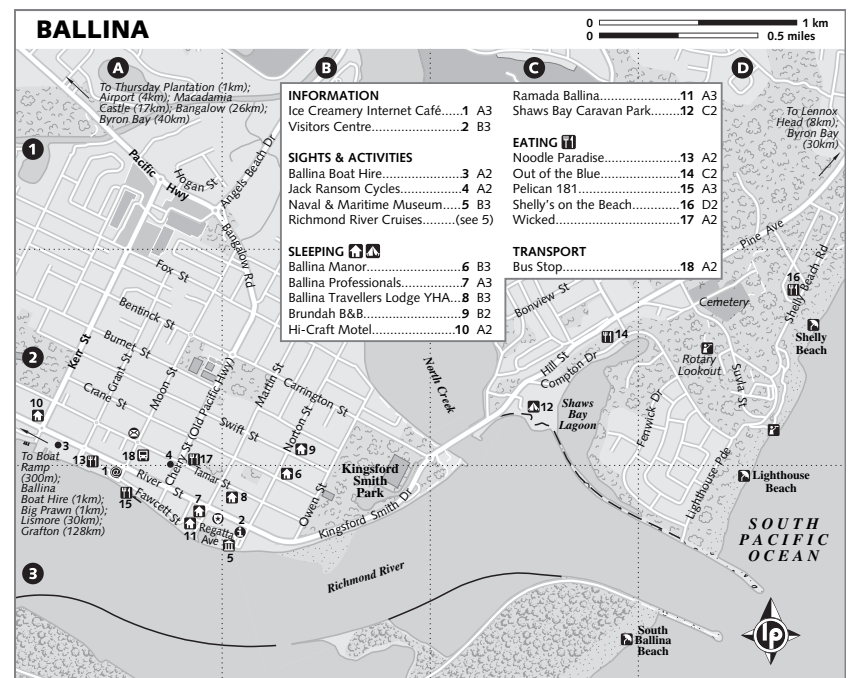 BALLINA
0 1 km
0 0.5 miles
A
B
C
D
To Thursday Plantation (1km);
Airport (4km); Macadamia
Castle (17km); Bangalow (26km);
Byron Bay (40km)
INFORMATION
Ice Creamery Internet Café......1 A3
Visitors Centre......................2 B3
SIGHTS & ACTIVITIES
Ballina Boat Hire....................3 A2
Jack Ransom Cycles...............4 A2
Naval & Maritime Museum.....5 B3
Richmond River Cruises........(see 5)
SLEEPING
Ballina Manor........................6 B3
Ballina Professionals...............7 A3
Ballina Travellers Lodge YHA...8 B3
Brundah B&B.........................9 B2
Hi-Craft Motel......................10 A2
Ramada Ballina.....................11 A3
Shaws Bay Caravan Park.......12 C2
EATING
Noodle Paradise....................13 A2
Out of the Blue.....................14 C2
Pelican 181...........................15 A3
Shelly's on the Beach............16 D2
Wicked.................................17 A2
TRANSPORT
Bus Stop...............................18 A2
To Lennox
Head (8km);
Byron Bay
(30km)
1
Pacific
Hwy
Hogan St
Angels Beach Dr
Bangalow Rd
Pine Ave
Fox St
Bentinck St
Bonview St
Cemetery
16
Shelly Beach Rd
Shelly
Beach
2
Kerr St
Burnet St
Grant St
Moon St
Crane St
Cherry St (Old Pacific Hwy)
Martin St
Carrington St
Swift St
Norton St
North Creek
Hill St
Compton Dr
14
Rotary
Lookout
Suvla St
Fenwick Dr
12
Shaws
Bay
Lagoon
10
3
To Boat
Ramp
(300m);
Ballina
Boat Hire (1km);
Big Prawn (1km);
Lismore (30km);
Grafton (128km)
13
18
4
17
9
1
River St
Tamar St
6
Kingsford
Smith
Park
Lighthouse Pde
Lighthouse
Beach
15
Fawcett St
7
8
Owen St
Kingsford Smith Dr
11
Regatta
Ave
2
5
SOUTH
PACIFIC
OCEAN
3
Richmond River
South
Ballina
Beach
lp